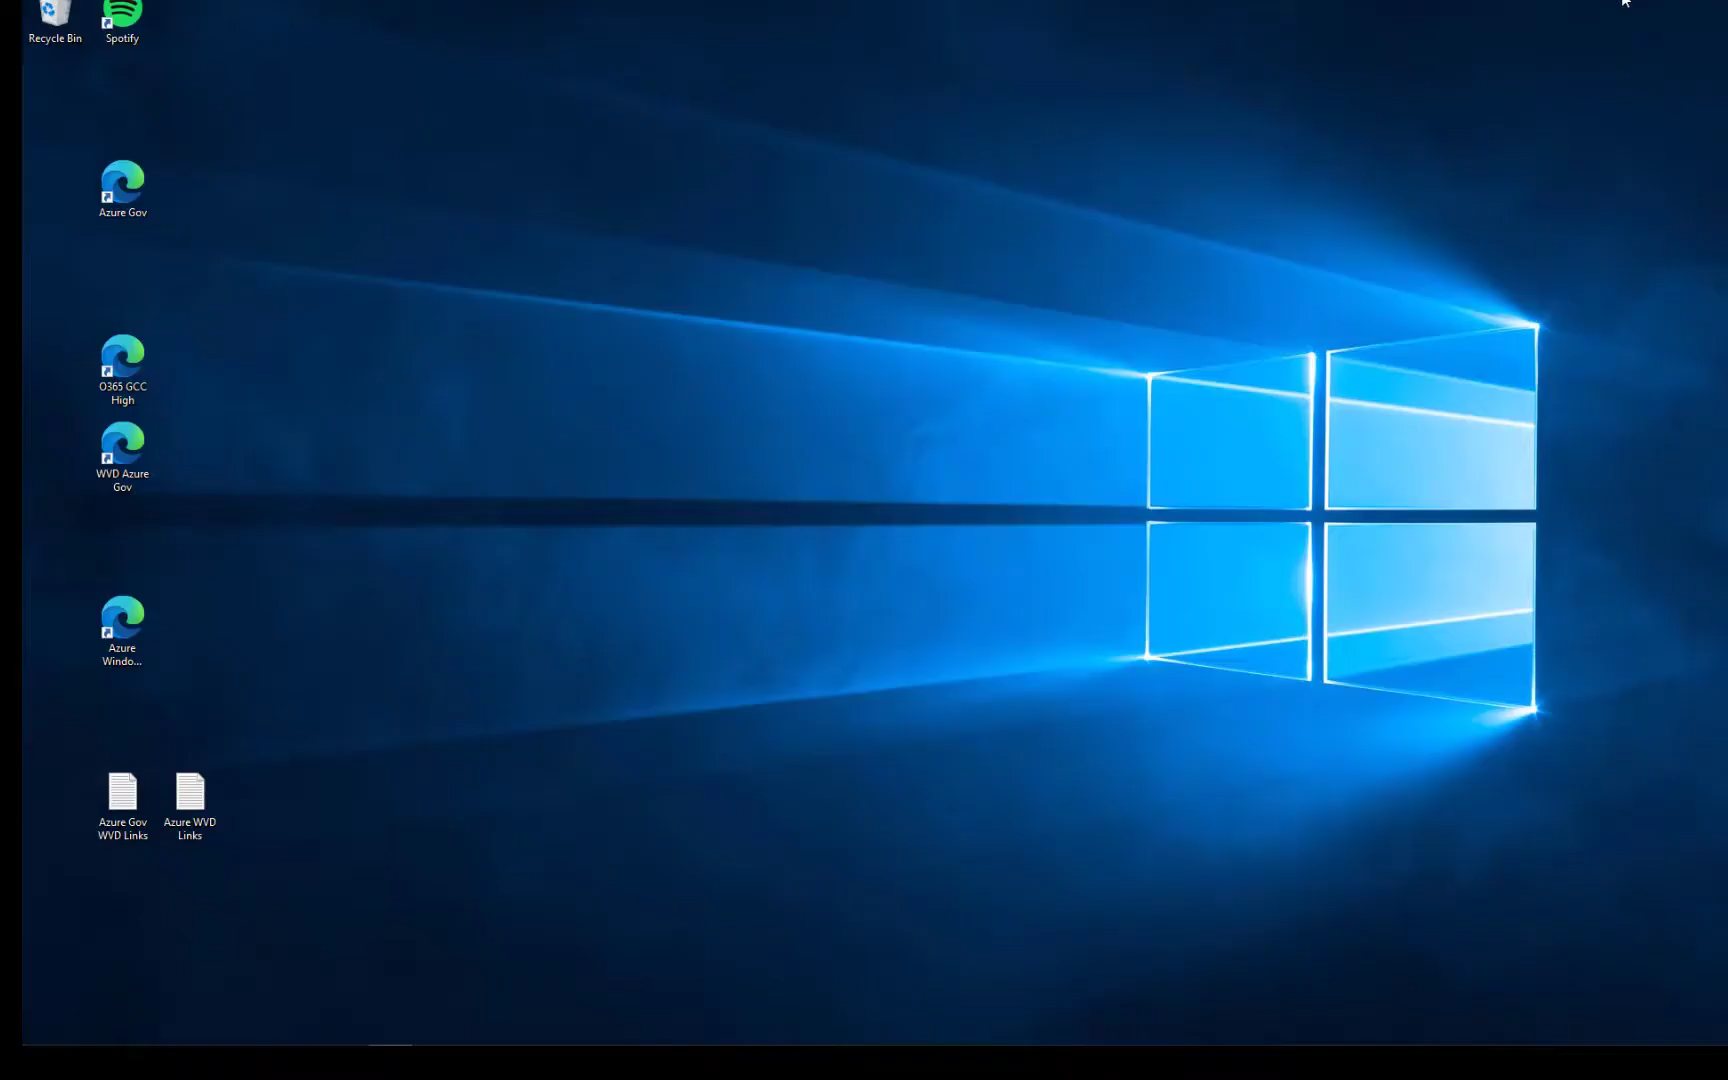 Recycle Bin
Spotify
Azure Gov
O365 GCC
High
WVD Azure
Gov
Azure
Windo...
Azure Gov
WVD Links
Azure WVD
Links